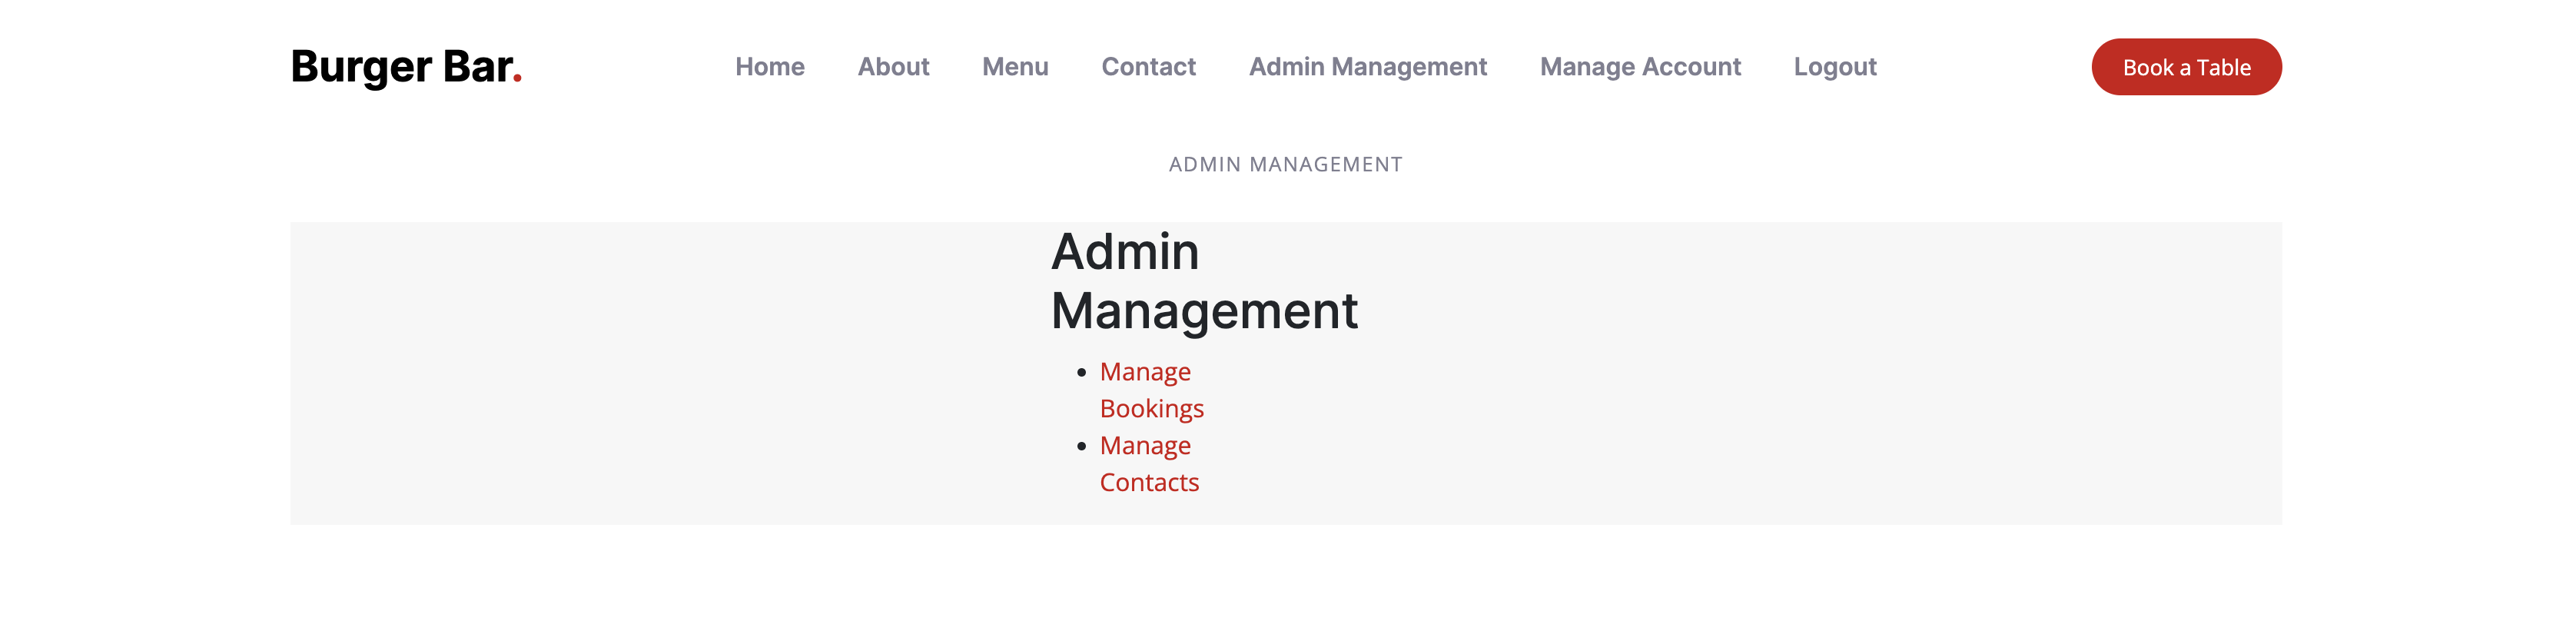 Burger Bar.
Home About Menu Contact Admin Management Manage Account Logout
Book a Table
ADMIN MANAGEMENT
Admin
Management
Manage
Bookings
Manage
Contacts